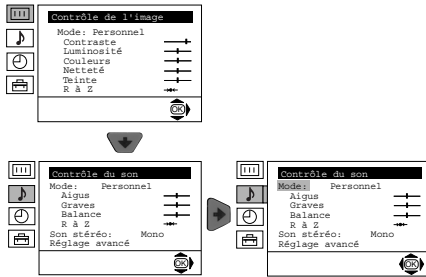 Contrôle de l'image
Mode: Personnel
Contraste
Luminosité
Couleurs
Netteté
Teinte
R à Z
OK
Contrôle du son
Mode: Personnel
Aigus
Graves
Balance
R à Z
Son stéréo: Mono
Réglage avancé
OK
Contrôle du son
Mode: Personnel
Aigus
Graves
Balance
R à Z
Son stéréo: Mono
Réglage avancé
OK